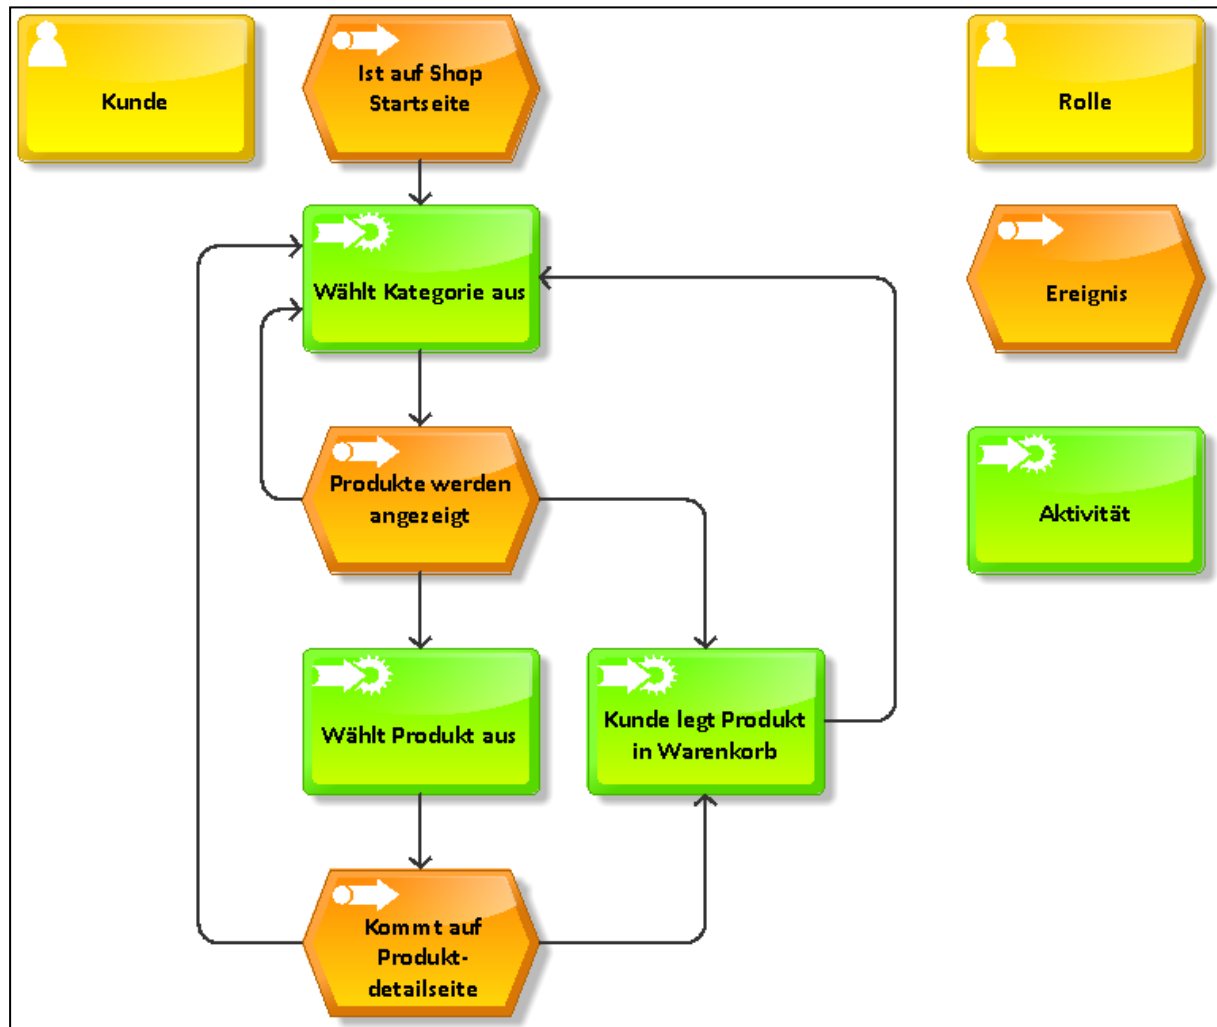 Kunde
Ist auf Shop
Startseite
Rolle
Wählt Kategorie aus
Ereignis
Produkte werden
angezeigt
Aktivität
Wählt Produkt aus
Kunde legt Produkt
in Warenkorb
Kommt auf
Produkt-
detailseite